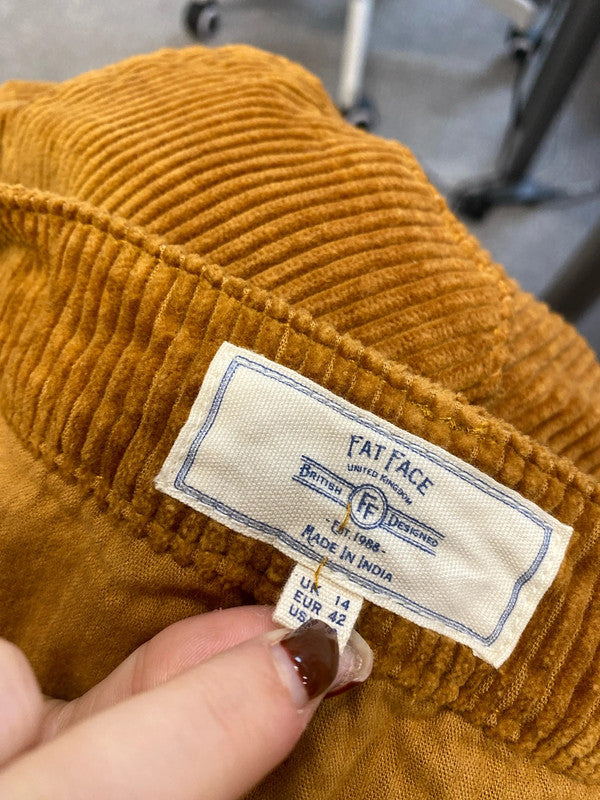 FAT FACE
UNITED KINGDOM
BRITISH FF DESIGNED
- EST. 1988 -
MADE IN INDIA
UK 14
EUR 42
US